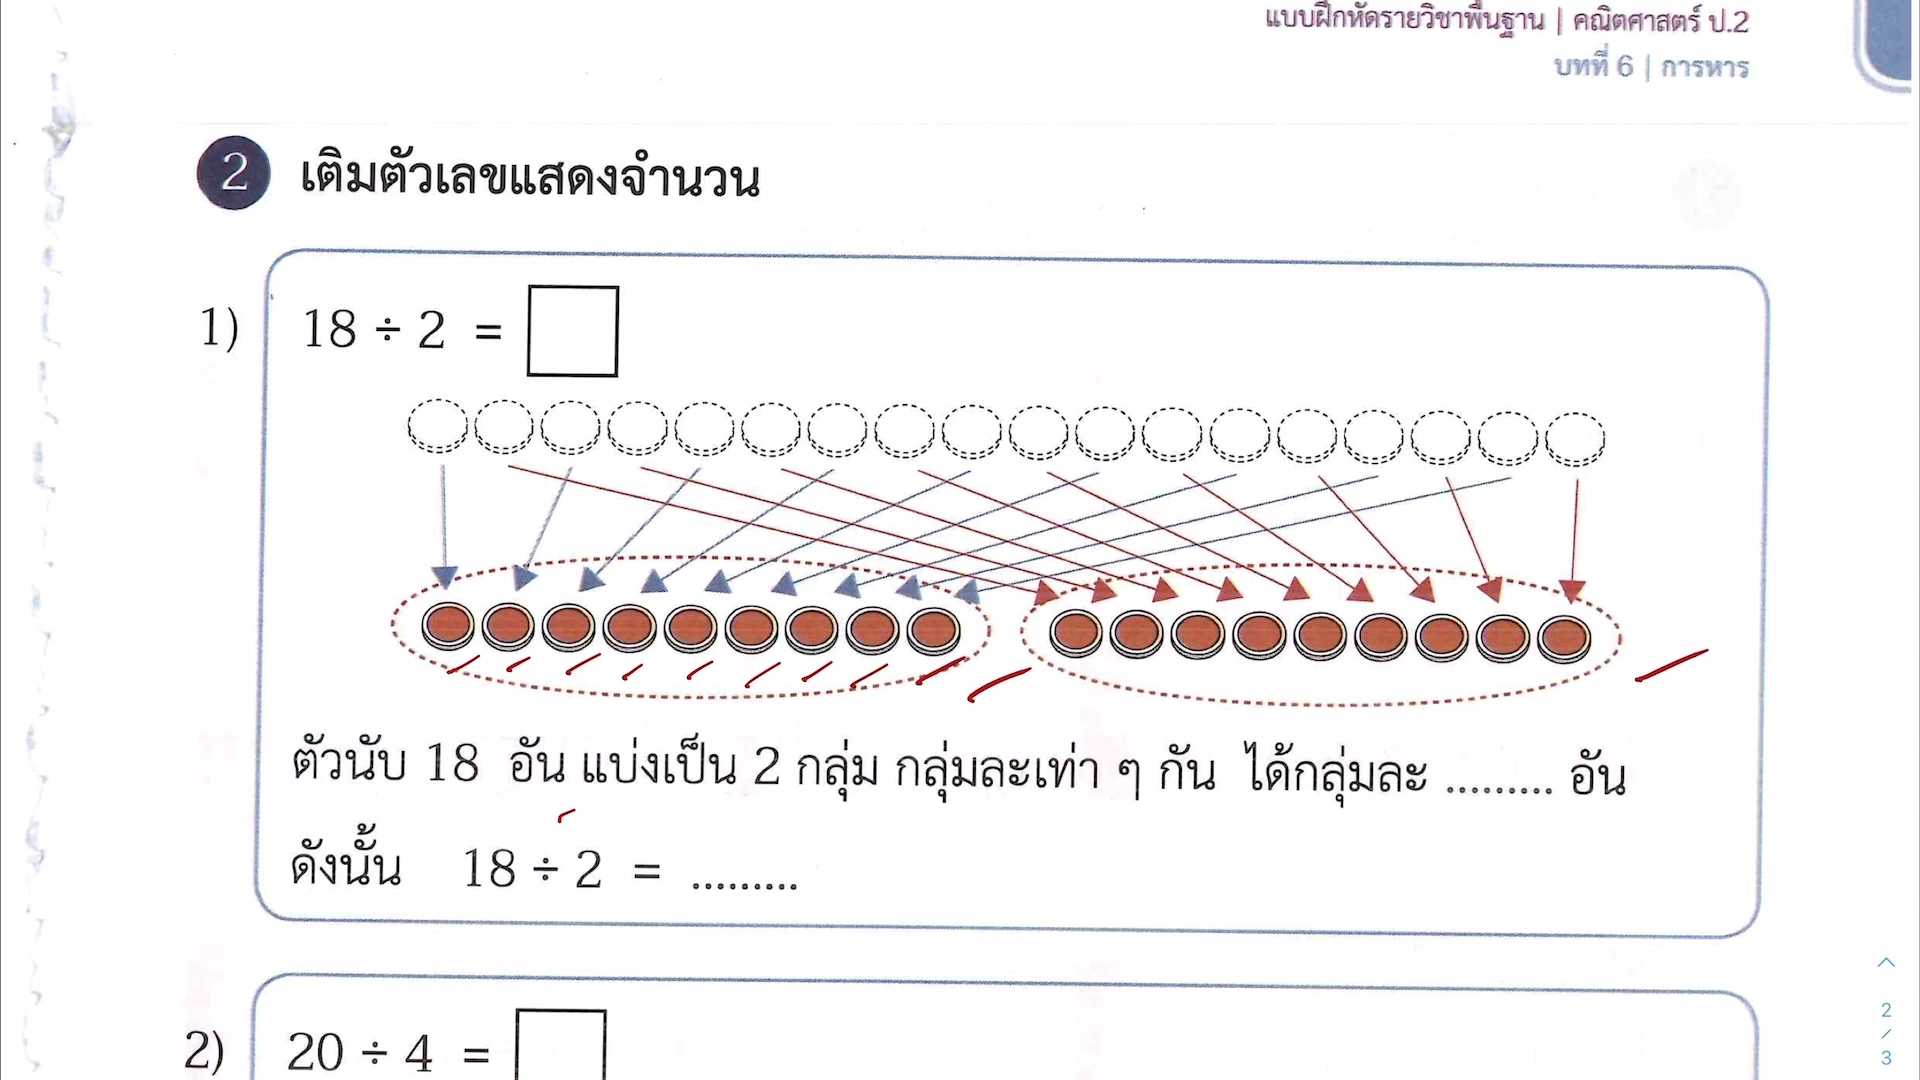 แบบฝึกหัดรายวิชาพื้นฐาน | คณิตศาสตร์ ป.2
บทที่ 6 | การหาร
2 เติมตัวเลขแสดงจำนวน
1) 18 ÷ 2 =
ตัวนับ 18 อัน แบ่งเป็น 2 กลุ่ม กลุ่มละเท่า ๆ กัน ได้กลุ่มละ ......... อัน
ดังนั้น 18 ÷ 2 = .........
2) 20 ÷ 4 =
2
/
3